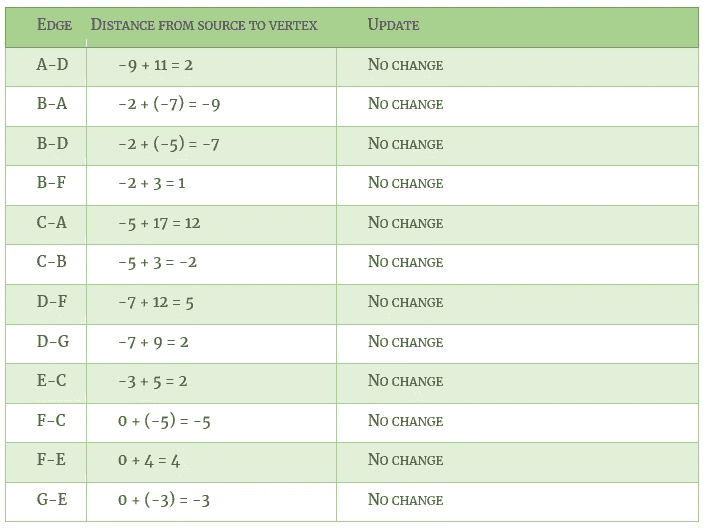 Edge Distance from source to vertex Update
A-D -9 + 11 = 2 No change
B-A -2 + (-7) = -9 No change
B-D -2 + (-5) = -7 No change
B-F -2 + 3 = 1 No change
C-A -5 + 17 = 12 No change
C-B -5 + 3 = -2 No change
D-F -7 + 12 = 5 No change
D-G -7 + 9 = 2 No change
E-C -3 + 5 = 2 No change
F-C 0 + (-5) = -5 No change
F-E 0 + 4 = 4 No change
G-E 0 + (-3) = -3 No change